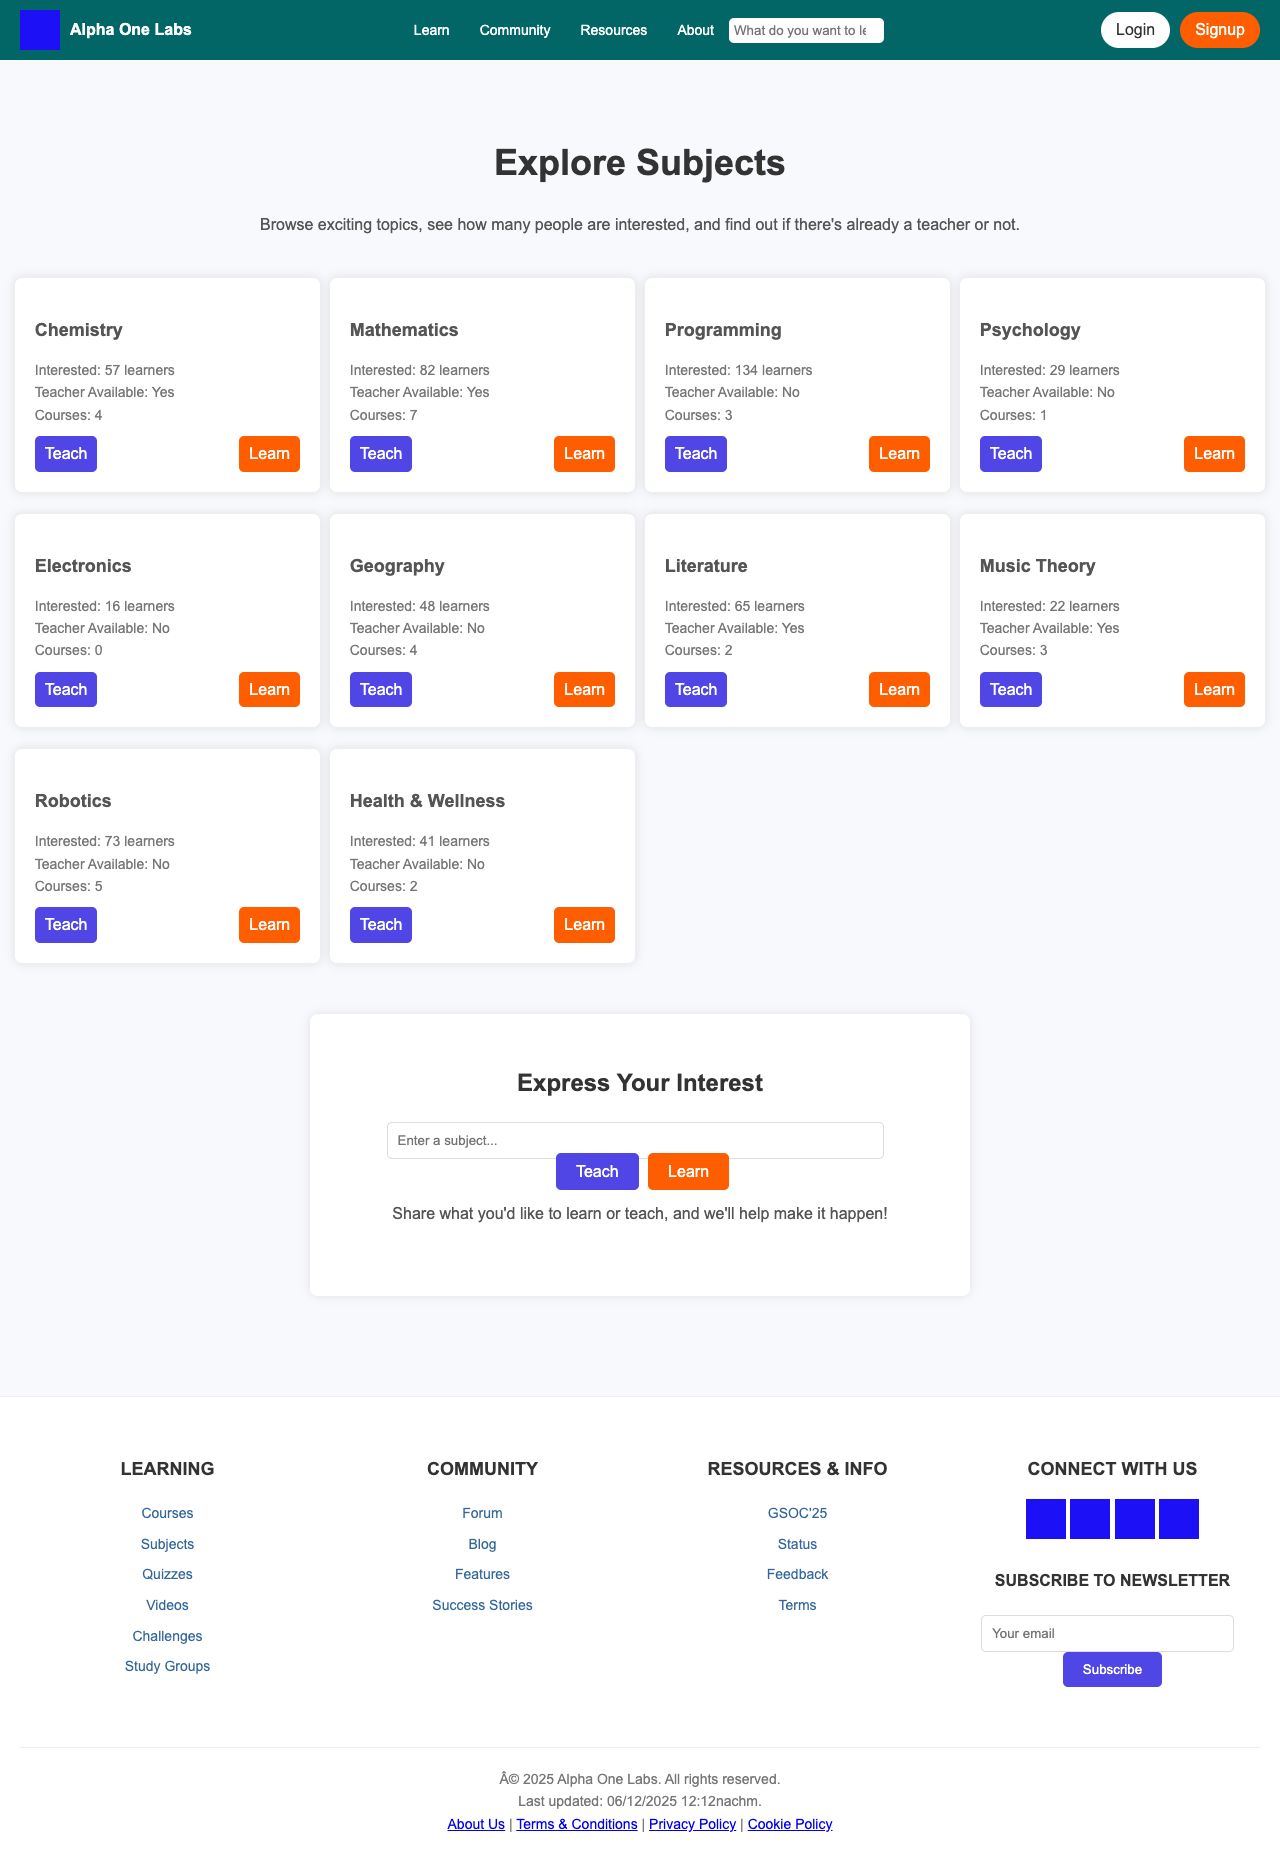 Alpha One Labs
Learn Community Resources About What do you want to le
Login Signup
Explore Subjects
Browse exciting topics, see how many people are interested, and find out if there's already a teacher or not.
Chemistry
Interested: 57 learners
Teacher Available: Yes
Courses: 4
Teach Learn
Mathematics
Interested: 82 learners
Teacher Available: Yes
Courses: 7
Teach Learn
Programming
Interested: 134 learners
Teacher Available: No
Courses: 3
Teach Learn
Psychology
Interested: 29 learners
Teacher Available: No
Courses: 1
Teach Learn
Electronics
Interested: 16 learners
Teacher Available: No
Courses: 0
Teach Learn
Geography
Interested: 48 learners
Teacher Available: No
Courses: 4
Teach Learn
Literature
Interested: 65 learners
Teacher Available: Yes
Courses: 2
Teach Learn
Music Theory
Interested: 22 learners
Teacher Available: Yes
Courses: 3
Teach Learn
Robotics
Interested: 73 learners
Teacher Available: No
Courses: 5
Teach Learn
Health & Wellness
Interested: 41 learners
Teacher Available: No
Courses: 2
Teach Learn
Express Your Interest
Enter a subject...
Teach Learn
Share what you'd like to learn or teach, and we'll help make it happen!
LEARNING
Courses
Subjects
Quizzes
Videos
Challenges
Study Groups
COMMUNITY
Forum
Blog
Features
Success Stories
RESOURCES & INFO
GSOC'25
Status
Feedback
Terms
CONNECT WITH US
SUBSCRIBE TO NEWSLETTER
Your email
Subscribe
Â© 2025 Alpha One Labs. All rights reserved.
Last updated: 06/12/2025 12:12nachm.
About Us | Terms & Conditions | Privacy Policy | Cookie Policy